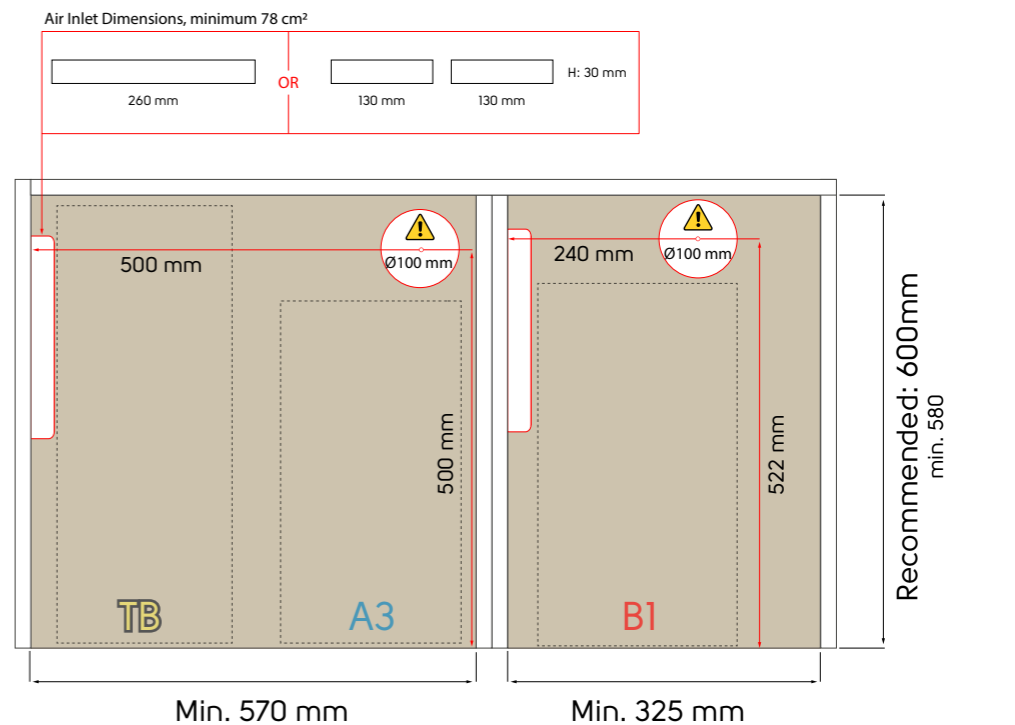 Air Inlet Dimensions, minimum 78 cm²
260 mm
OR
130 mm
130 mm
H: 30 mm
500 mm
Ø100 mm
240 mm
Ø100 mm
500 mm
522 mm
Recommended: 600mm
min. 580
TB
A3
B1
Min. 570 mm
Min. 325 mm